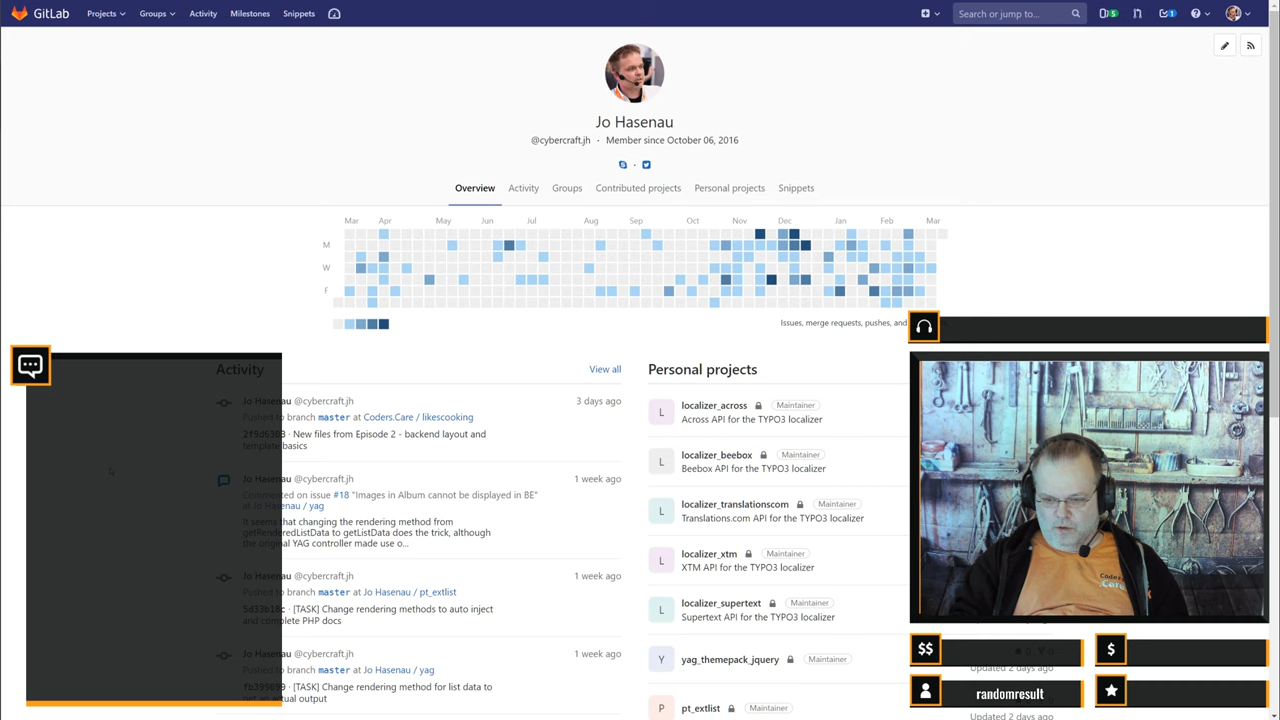 GitLab Projects Groups Activity Milestones Snippets Search or jump to... 5 1
Jo Hasenau
@cybercraft.jh · Member since October 06, 2016
Overview Activity Groups Contributed projects Personal projects Snippets
Mar Apr May Jun Jul Aug Sep Oct Nov Dec Jan Feb Mar
M
W
F
Issues, merge requests, pushes, and
Activity View all
Jo Hasenau @cybercraft.jh 3 days ago
Pushed to branch master at Coders.Care / likescooking
2f9d6303 · New files from Episode 2 - backend layout and
template basics
Jo Hasenau @cybercraft.jh 1 week ago
Commented on issue #18 "Images in Album cannot be displayed in BE"
at Jo Hasenau / yag
It seems that changing the rendering method from
getRenderedListData to getListData does the trick, although
the original YAG controller made use o...
Jo Hasenau @cybercraft.jh 1 week ago
Pushed to branch master at Jo Hasenau / pt_extlist
· [TASK] Change rendering methods to auto inject
and complete PHP docs
Jo Hasenau @cybercraft.jh 1 week ago
Pushed to branch master at Jo Hasenau / yag
· [TASK] Change rendering method for list data to
get an actual output
Personal projects
L localizer_across Maintainer
Across API for the TYPO3 localizer
L localizer_beebox Maintainer
Beebox API for the TYPO3 localizer
L localizer_translationscom Maintainer
Translations.com API for the TYPO3 localizer
L localizer_xtm Maintainer
XTM API for the TYPO3 localizer
L localizer_supertext Maintainer
Supertext API for the TYPO3 localizer
Y yag_themepack_jquery Maintainer
P pt_extlist Maintainer
$$ $
Updated 2 days ago
randomresult
Updated 2 days ago